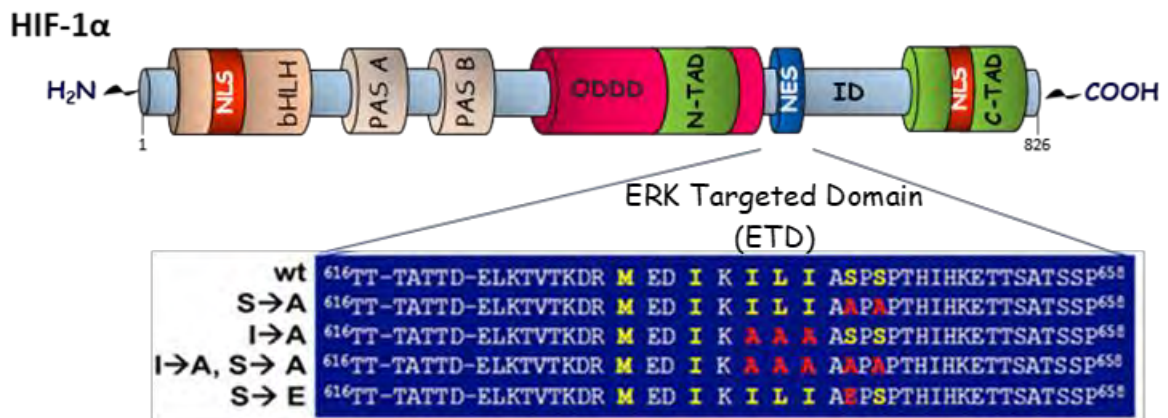 HIF-1α
H₂N
NLS
bHLH
PAS A
PAS B
ODDD
N-TAD
NES
ID
NLS
C-TAD
COOH
1
826
ERK Targeted Domain
(ETD)
wt ⁶¹⁶TT-TATTD-ELKTVTKDR M ED I K I L I ASPSPTHIHKETTSATSSP⁶⁵⁸
S→A ⁶¹⁶TT-TATTD-ELKTVTKDR M ED I K I L I AAPAPTHIHKETTSATSSP⁶⁵⁸
I→A ⁶¹⁶TT-TATTD-ELKTVTKDR M ED I K A A A ASPSPTHIHKETTSATSSP⁶⁵⁸
I→A, S→ A ⁶¹⁶TT-TATTD-ELKTVTKDR M ED I K A A A AAPAPTHIHKETTSATSSP⁶⁵⁸
S→ E ⁶¹⁶TT-TATTD-ELKTVTKDR M ED I K I L I AEPSPTHIHKETTSATSSP⁶⁵⁸